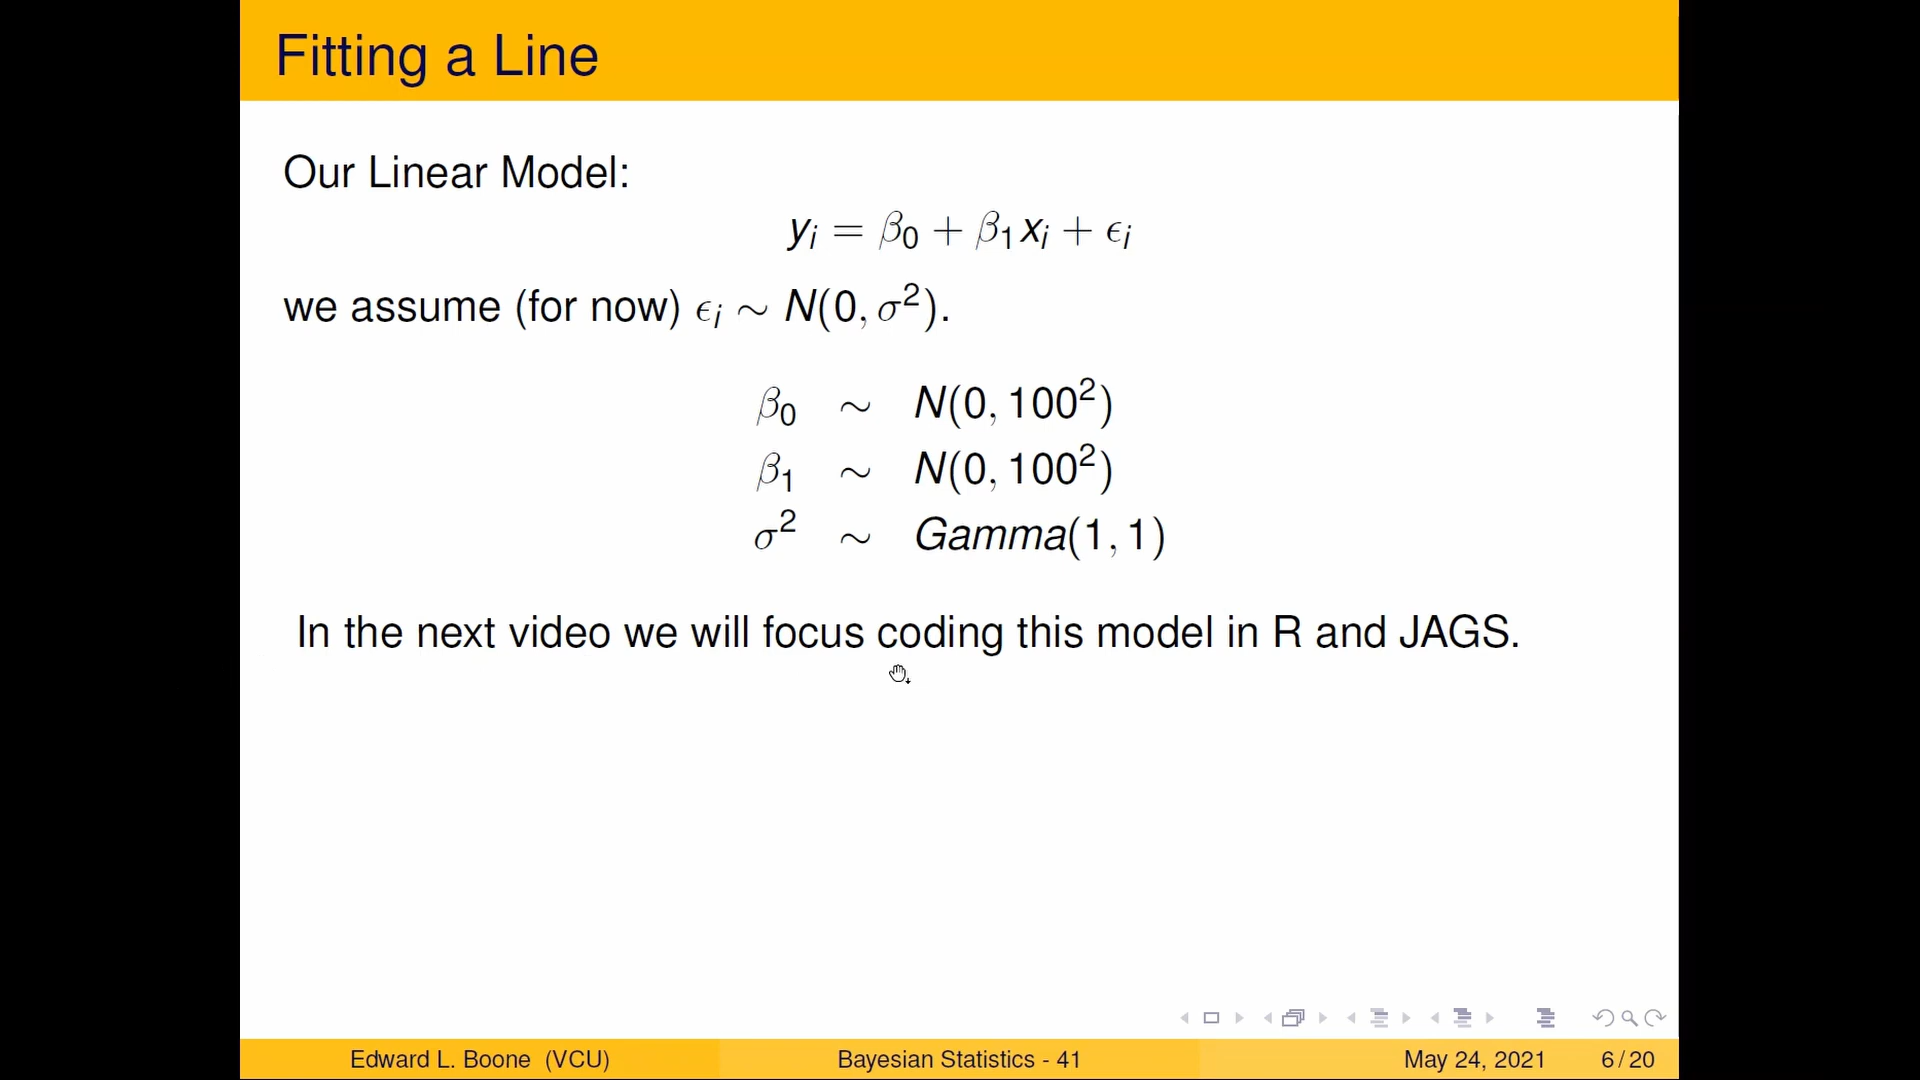 Fitting a Line
Our Linear Model:
yᵢ = β₀ + β₁xᵢ + ϵᵢ
we assume (for now) ϵᵢ ∼ N(0, σ²).
β₀ ∼ N(0, 100²)
β₁ ∼ N(0, 100²)
σ² ∼ Gamma(1, 1)
In the next video we will focus coding this model in R and JAGS.
Edward L. Boone (VCU) Bayesian Statistics - 41 May 24, 2021 6 / 20